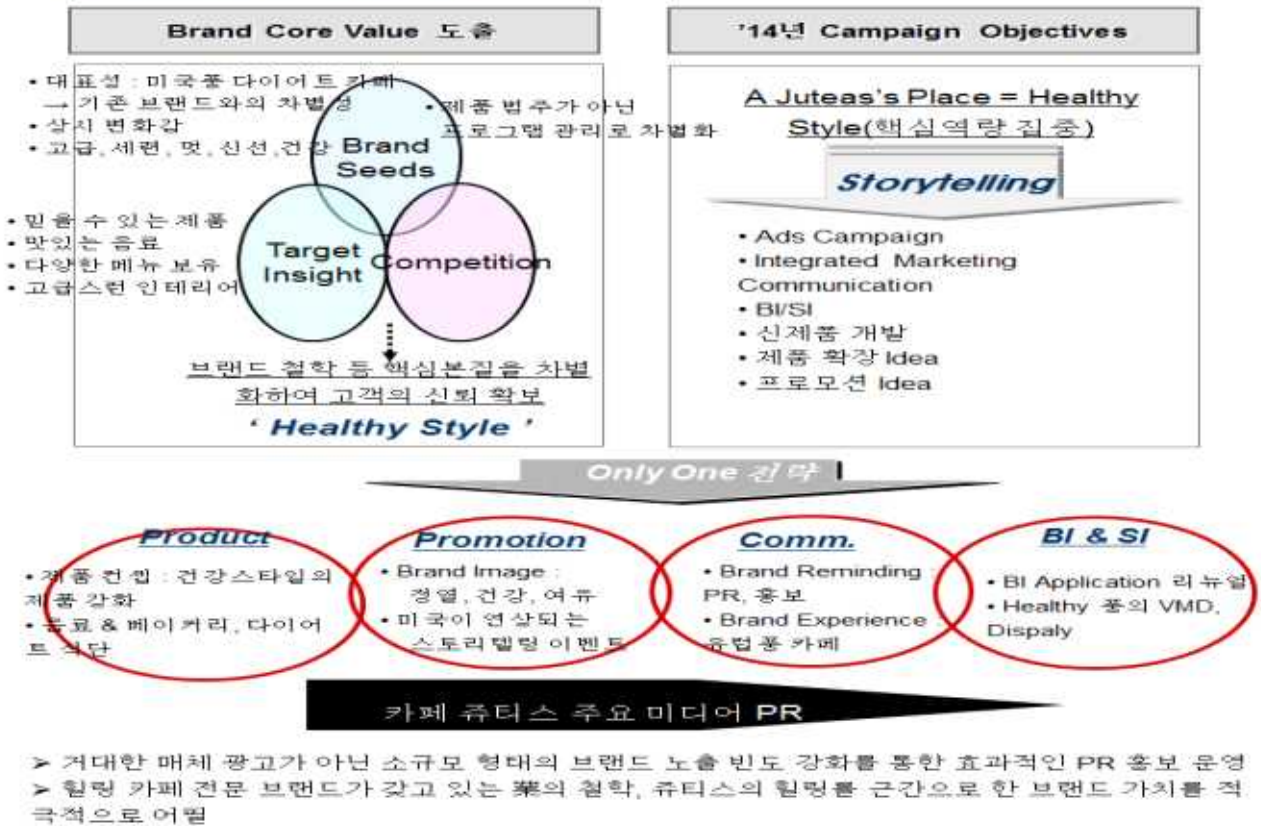 Brand Core Value 도출
• 대표성 : 미국풍 다이어트 카페
→ 기존 브랜드와의 차별성
• 상시 변화감
• 고급, 세련, 멋, 신선, 건강
• 제품 범주가 아닌
프로그램 관리로 차별화
Brand
Seeds
• 믿을 수 있는 제품
• 맛있는 음료
• 다양한 메뉴 보유
• 고급스런 인테리어
Target
Insight
Competition
브랜드 철학 등 핵심본질을 차별
화하여 고객의 신뢰 확보
‘ Healthy Style ’
’14년 Campaign Objectives
A Juteas's Place = Healthy
Style(핵심역량 집중)
Storytelling
• Ads Campaign
• Integrated Marketing
Communication
• BI/SI
• 신제품 개발
• 제품 확장 Idea
• 프로모션 Idea
Only One 전략
Product
• 제품 컨셉 : 건강스타일의
제품 강화
• 음료 & 베이커리, 다이어
트 식단
Promotion
• Brand Image :
정열, 건강, 여유
• 미국이 연상되는
스토리텔링 이벤트
Comm.
• Brand Reminding :
PR, 홍보
• Brand Experience
유럽풍 카페
BI & SI
• BI Application 리뉴얼
• Healthy 풍의 VMD,
Dispaly
카페 쥬티스 주요 미디어 PR
➤ 거대한 매체 광고가 아닌 소규모 형태의 브랜드 노출 빈도 강화를 통한 효과적인 PR 홍보 운영
➤ 힐링 카페 전문 브랜드가 갖고 있는 의 철학, 쥬티스의 힐링를 근간으로 한 브랜드 가치를 적
극적으로 어필